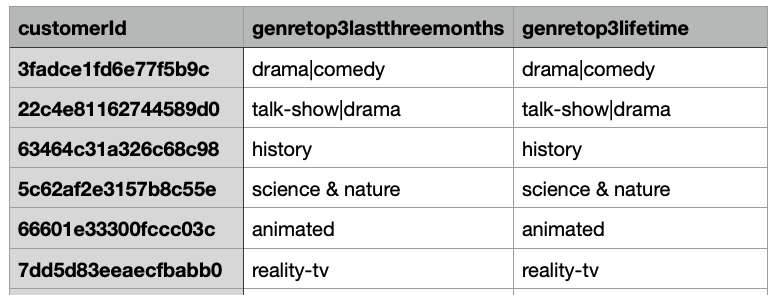 customerId genretop3lastthreemonths genretop3lifetime
3fadce1fd6e77f5b9c drama|comedy drama|comedy
22c4e81162744589d0 talk-show|drama talk-show|drama
63464c31a326c68c98 history history
5c62af2e3157b8c55e science & nature science & nature
66601e33300fccc03c animated animated
7dd5d83eeaecfbabb0 reality-tv reality-tv